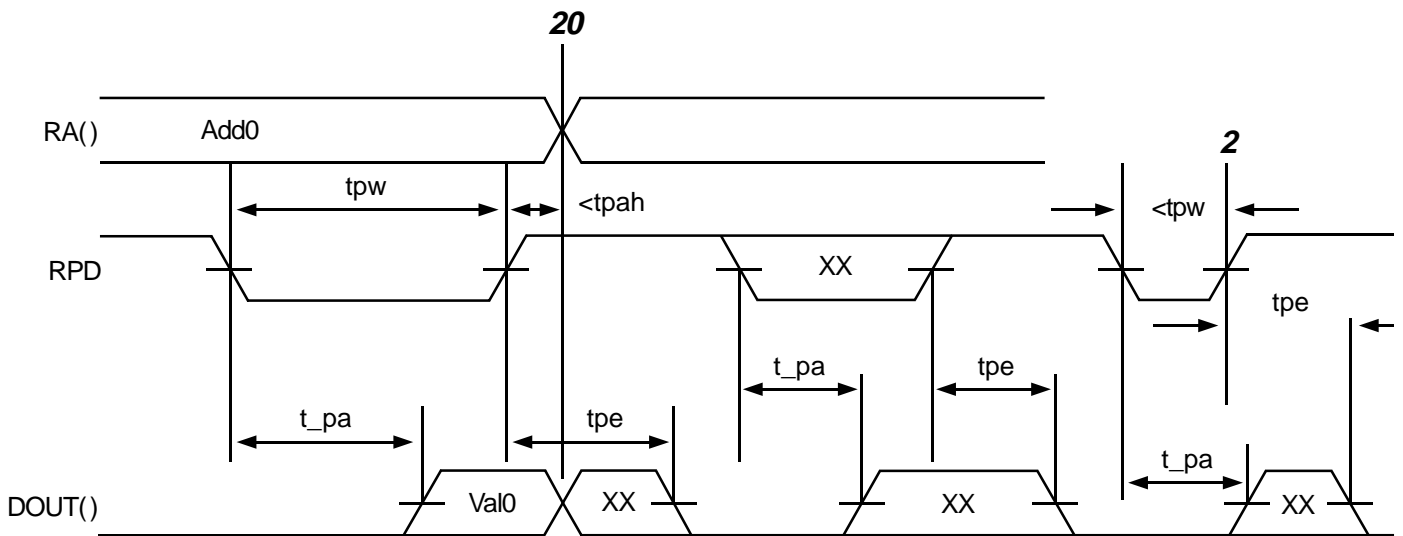 20
RA() Add0
2
tpw <tpah <tpw
RPD XX
tpe
t_pa tpe
t_pa tpe
t_pa
DOUT() Val0 XX XX XX